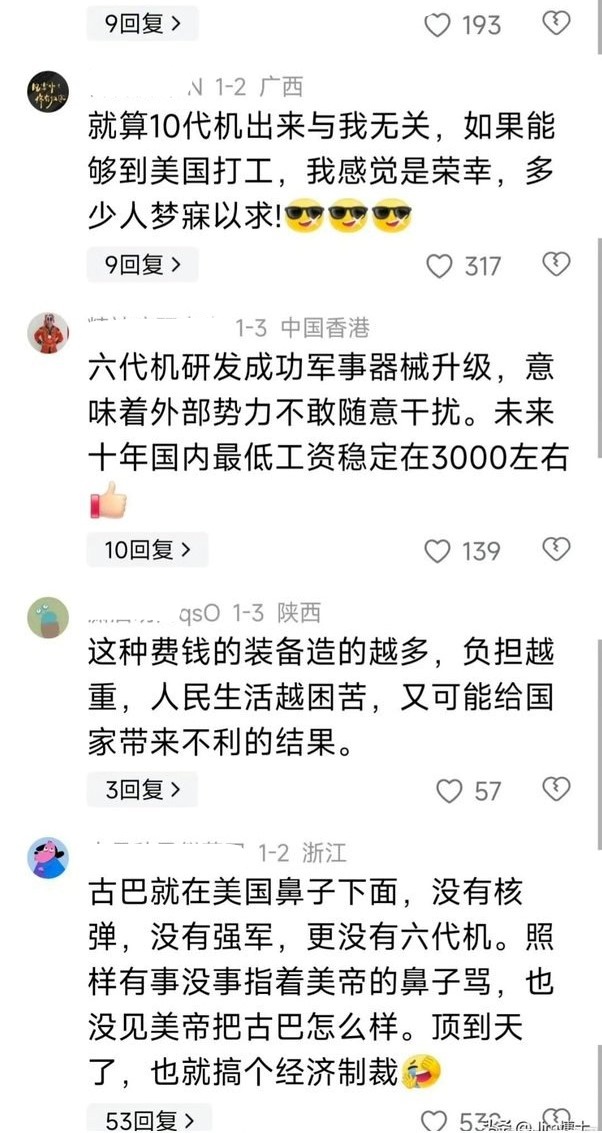 9回复 >
193
N 1-2 广西
就算10代机出来与我无关，如果能
够到美国打工，我感觉是荣幸，多
少人梦寐以求!😎😎😎
9回复 >
317
1-3 中国香港
六代机研发成功军事器械升级，意
味着外部势力不敢随意干扰。未来
十年国内最低工资稳定在3000左右
👍
10回复 >
139
qsO 1-3 陕西
这种费钱的装备造的越多，负担越
重，人民生活越困苦，又可能给国
家带来不利的结果。
3回复 >
57
1-2 浙江
古巴就在美国鼻子下面，没有核
弹，没有强军，更没有六代机。照
样有事没事指着美帝的鼻子骂，也
没见美帝把古巴怎么样。顶到天
了，也就搞个经济制裁🤣
53回复 >